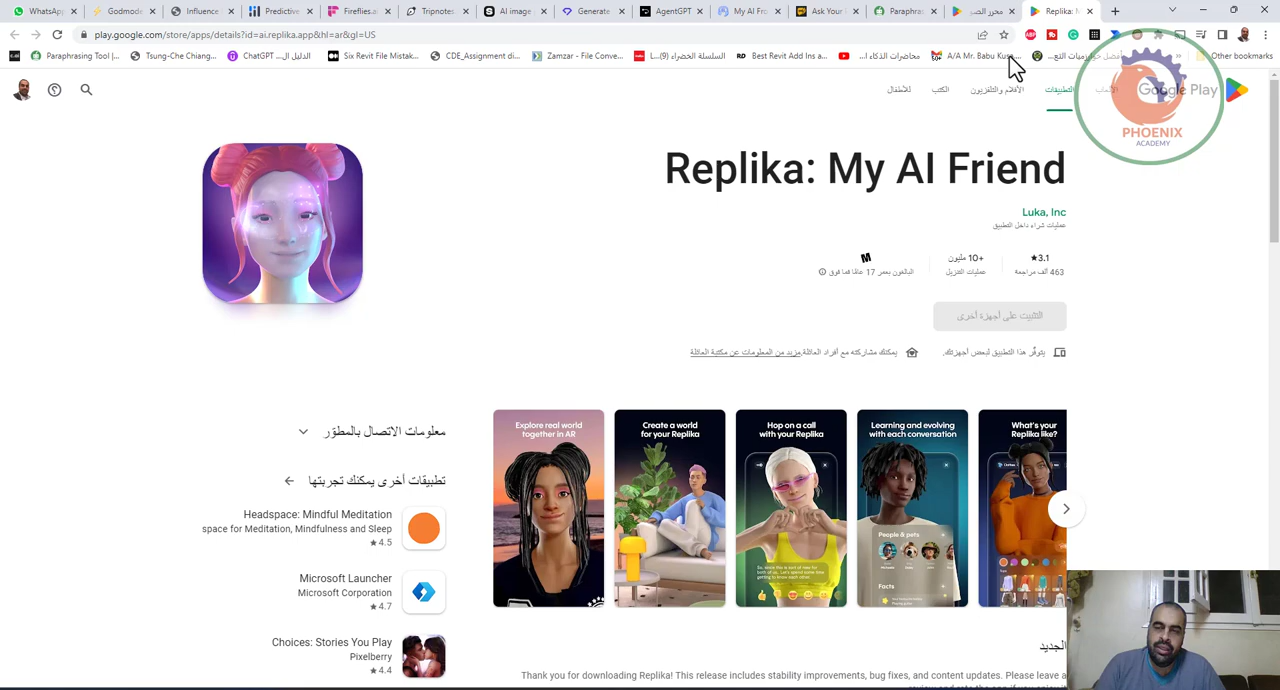 WhatsApp
Godmode
Influence
Predictive
Fireflies.a
Tripnotes
AI image
Generate
AgentGPT
My AI Fr
Ask Your
Paraphras
محرر الصو
Replika: M
play.google.com/store/apps/details?id=ai.replika.app&hl=ar&gl=US
Paraphrasing Tool |...
Tsung-Che Chiang...
ChatGPT الدليل ال...
Six Revit File Mistak...
CDE_Assignment di...
Zamzar - File Conve...
السلسلة الخضراء (9)...
Best Revit Add Ins a...
محاضرات الذكاء ا...
A/A Mr. Babu Kus...
أفضل خوارزميات التع...
Other bookmarks
Google Play
الألعاب
التطبيقات
الأفلام والتلفزيون
الكتب
للأطفال
PHOENIX
ACADEMY
Replika: My AI Friend
Luka, Inc
عمليات شراء داخل التطبيق
3.1★
463 ألف مراجعة
+10 مليون
عمليات التنزيل
البالغون بعمر 17 عامًا فما فوق
التثبيت على أجهزة أخرى
يتوفّر هذا التطبيق لبعض أجهزتك.
يمكنك مشاركته مع أفراد العائلة. مزيد من المعلومات عن مكتبة العائلة
Explore real world
together in AR
Create a world
for your Replika
Hop on a call
with your Replika
Learning and evolving
with each conversation
People & pets
Facts
What's your
Replika like?
معلومات الاتصال بالمطوّر
تطبيقات أخرى يمكنك تجربتها
Headspace: Mindful Meditation
space for Meditation, Mindfulness and Sleep
4.5★
Microsoft Launcher
Microsoft Corporation
4.7★
Choices: Stories You Play
Pixelberry
4.4★
الجديد
Thank you for downloading Replika! This release includes stability improvements, bug fixes, and content updates. Please leave a